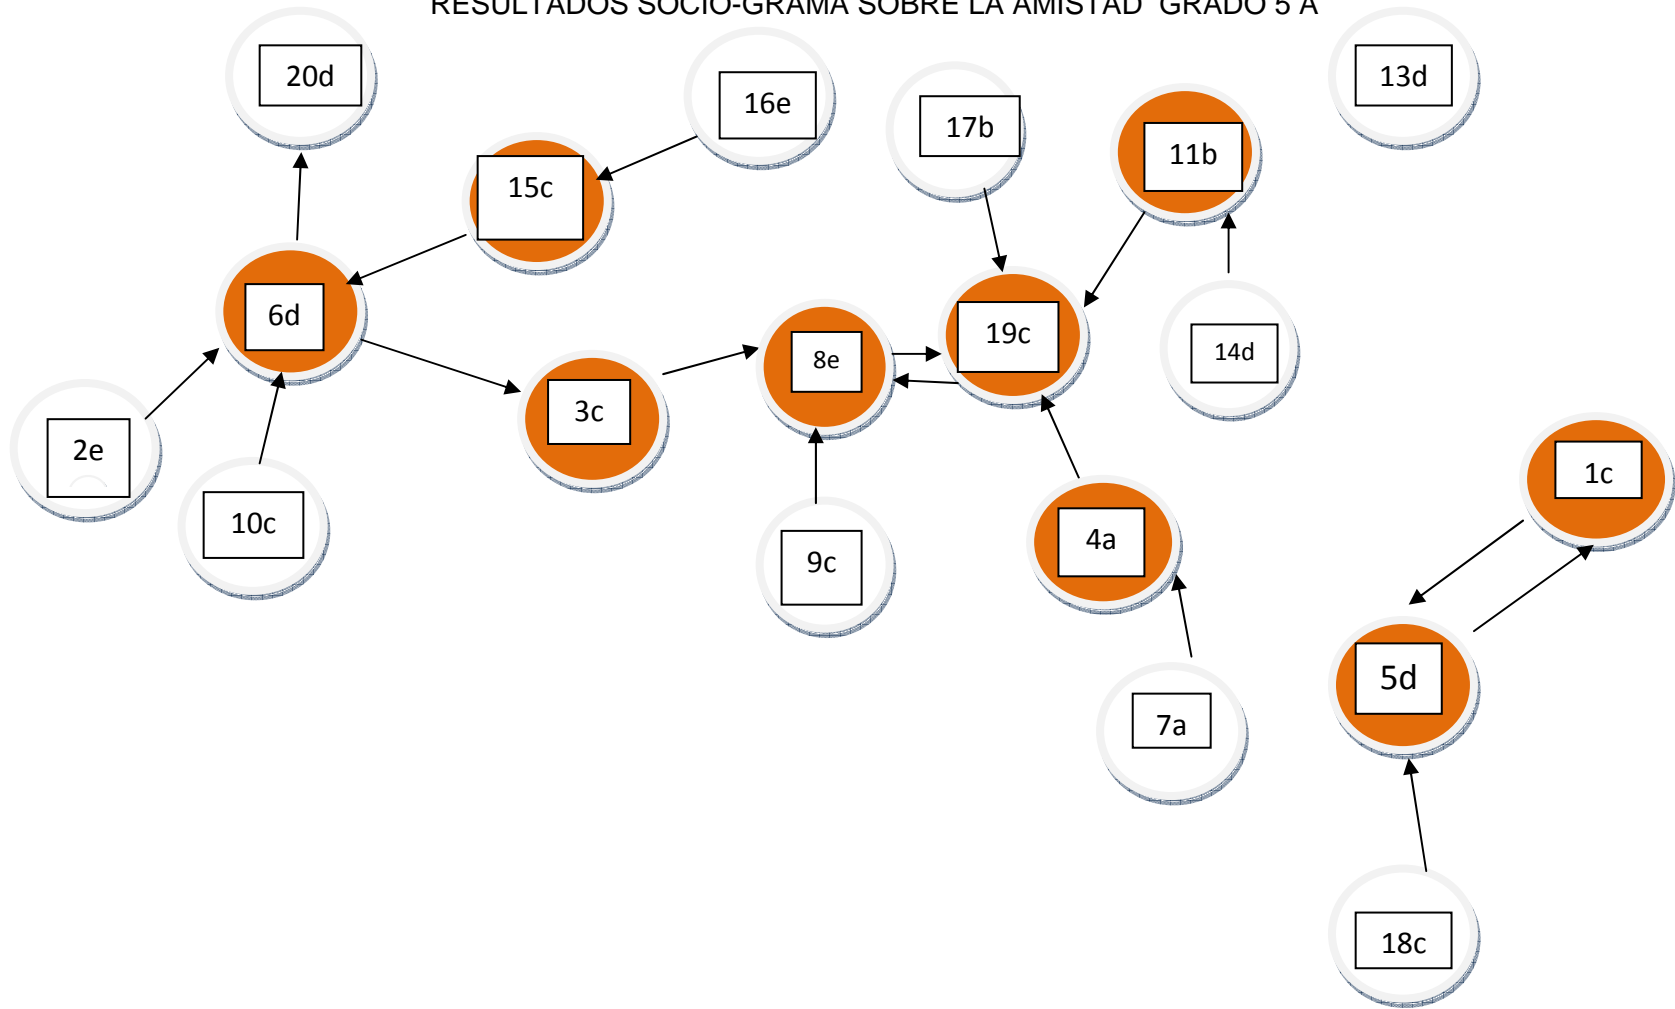 RESULTADOS SOCIO-GRAMA SOBRE LA AMISTAD GRADO 5 A
20d
16e
17b
13d
15c
11b
6d
19c
8e
14d
3c
2e
1c
10c
4a
9c
5d
7a
18c